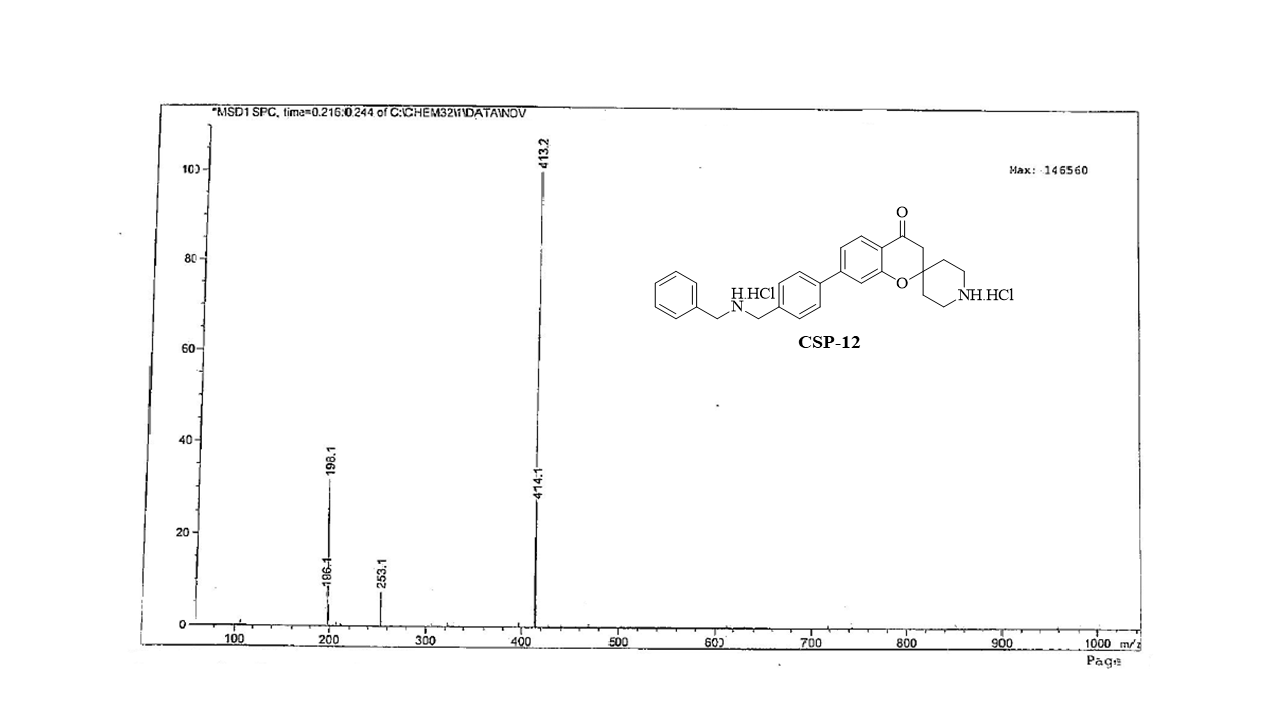 *MSD1 SPC, time=0.216:0.244 of C:\CHEM32\1\DATA\NOV
Max: 146560
413.2
414.1
198.1
196.1
253.1
100
80
60
40
20
0
100 200 300 400 500 600 700 800 900 1000 m/z
Page
O
O
NH.HCl
H.HCl
N
CSP-12